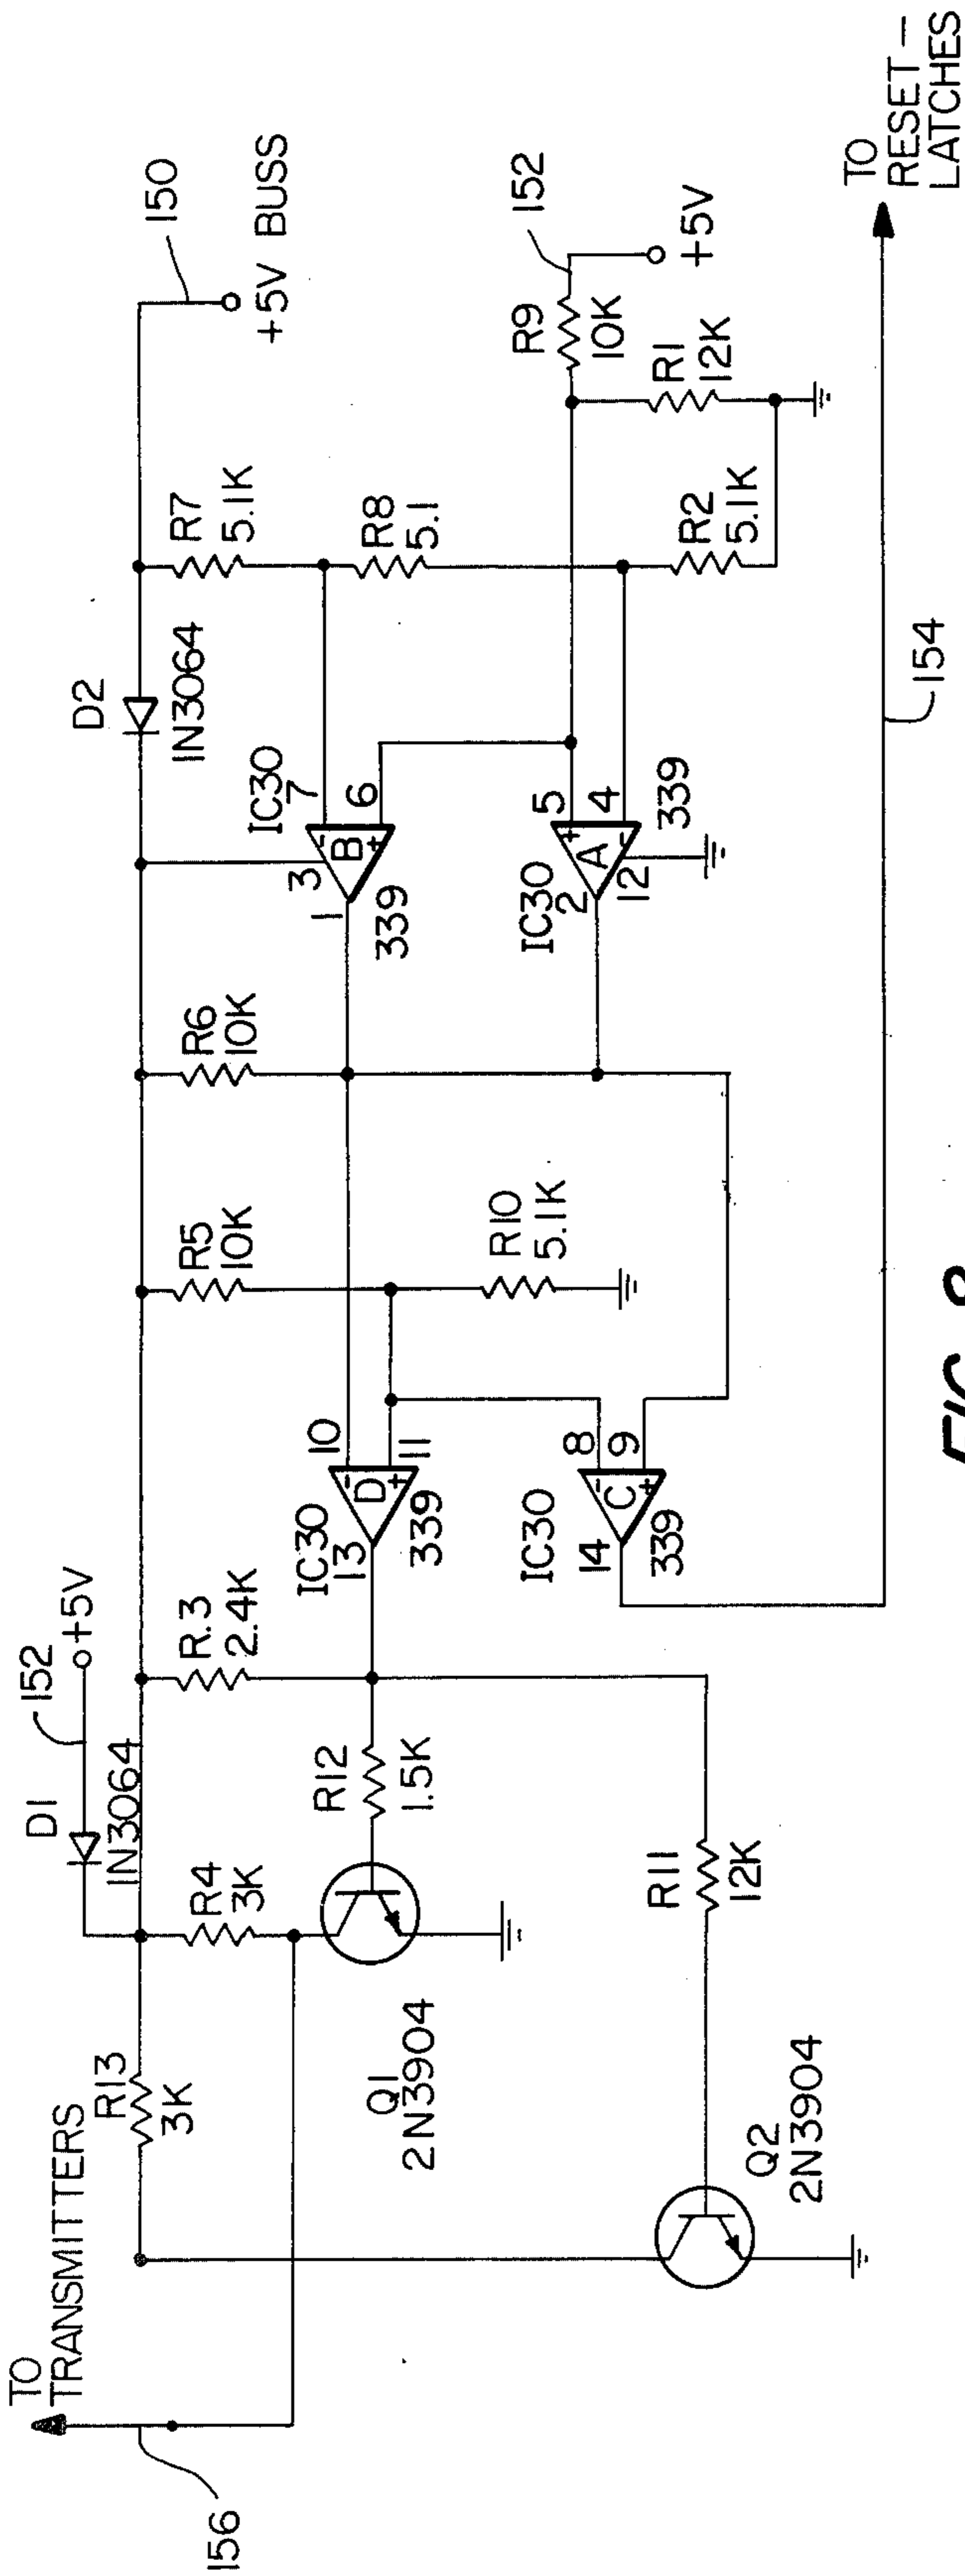 TO
TRANSMITTERS
156
R13
3K
D1
IN3064
152
+5V
R4
3K
Q1
2N3904
R12
1.5K
R.3
2.4K
Q2
2N3904
R11
12K
IC30
13
D
-
+
10
11
339
IC30
14
C
-
+
8
9
339
R5
10K
R10
5.1K
R6
10K
IC30
7
3
B
-
+
6
1
339
IC30
2
A
+
-
5
4
12
339
D2
IN3064
R7
5.1K
R8
5.1
R2
5.1K
R9
10K
R1
12K
152
+5V
150
+5V BUSS
154
TO
RESET-
LATCHES